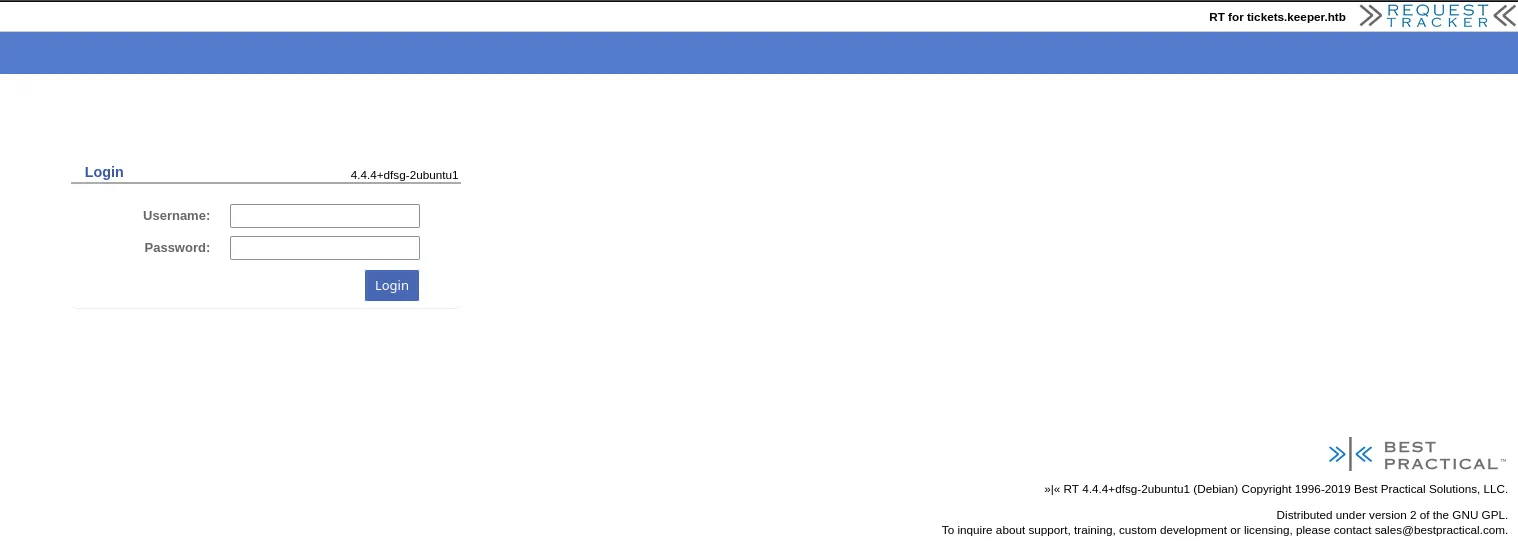 RT for tickets.keeper.htb REQUEST TRACKER
Login 4.4.4+dfsg-2ubuntu1
Username:
Password:
Login
BEST
PRACTICAL™
»|« RT 4.4.4+dfsg-2ubuntu1 (Debian) Copyright 1996-2019 Best Practical Solutions, LLC.
Distributed under version 2 of the GNU GPL.
To inquire about support, training, custom development or licensing, please contact sales@bestpractical.com.